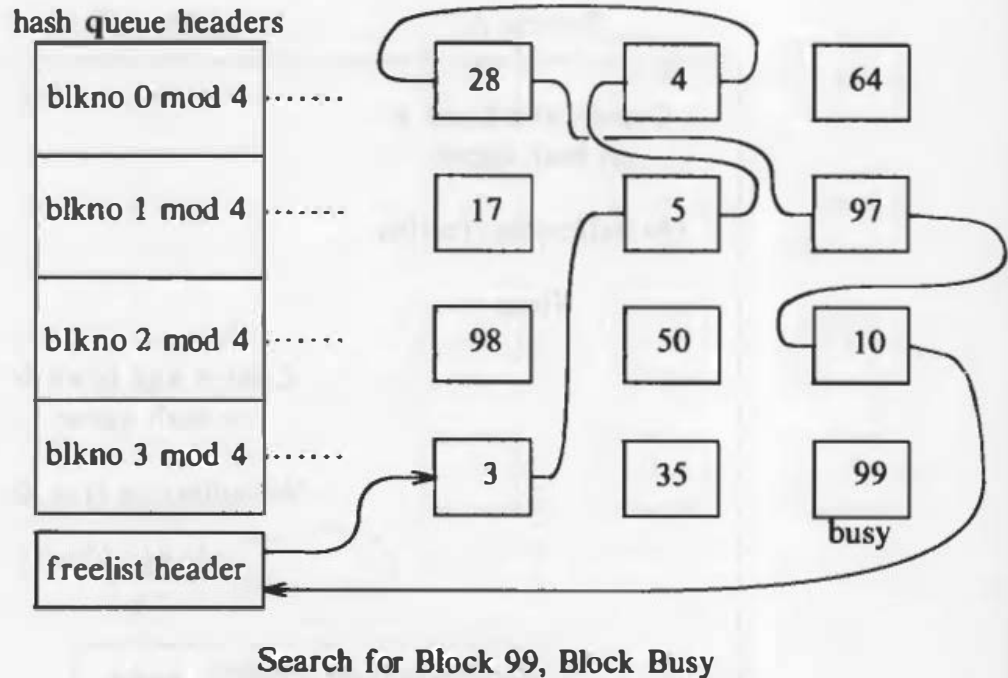 hash queue headers
blkno 0 mod 4 ······
28
4
64
blkno 1 mod 4 ······
17
5
97
blkno 2 mod 4 ······
98
50
10
blkno 3 mod 4 ······
3
35
99
busy
freelist header
Search for Block 99, Block Busy